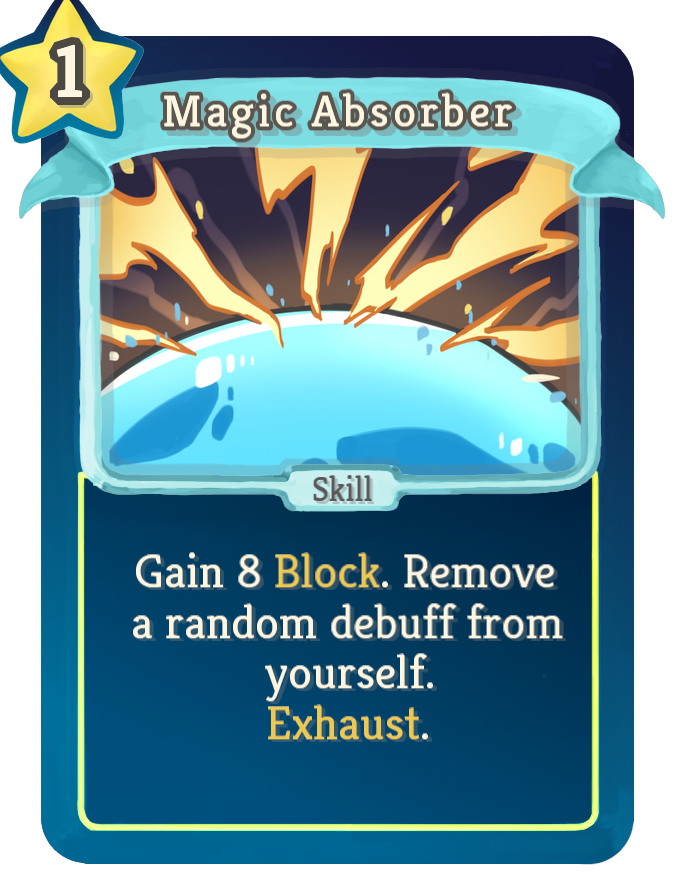 1
Magic Absorber
Skill
Gain 8 Block. Remove
a random debuff from
yourself.
Exhaust.